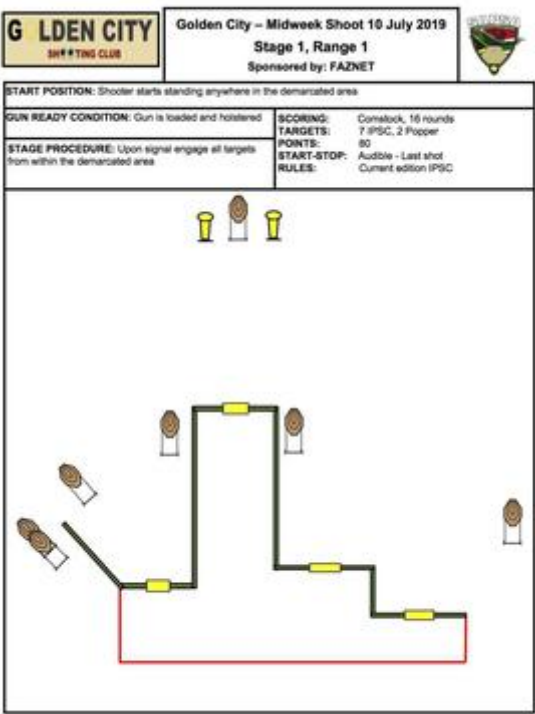 G LDEN CITY
SH TING CLUB
Golden City – Midweek Shoot 10 July 2019
Stage 1, Range 1
Sponsored by: FAZNET
START POSITION: Shooter starts standing anywhere in the demarcated area
GUN READY CONDITION: Gun is loaded and holstered
STAGE PROCEDURE: Upon signal engage all targets
from within the demarcated area
SCORING: Comstock, 16 rounds
TARGETS: 7 IPSC, 2 Popper
POINTS: 80
START-STOP: Audible - Last shot
RULES: Current edition IPSC